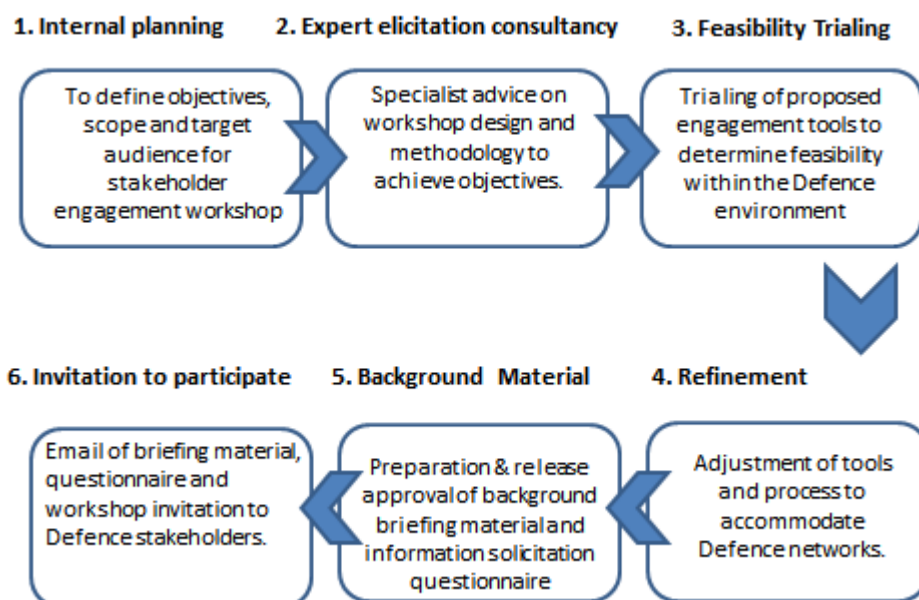 1. Internal planning
To define objectives,
scope and target
audience for
stakeholder
engagement workshop
2. Expert elicitation consultancy
Specialist advice on
workshop design and
methodology to
achieve objectives.
3. Feasibility Trialing
Trialing of proposed
engagement tools to
determine feasibility
within the Defence
environment
4. Refinement
Adjustment of tools
and process to
accommodate
Defence networks.
5. Background Material
Preparation & release
approval of background
briefing material and
information solicitation
questionnaire
6. Invitation to participate
Email of briefing material,
questionnaire and
workshop invitation to
Defence stakeholders.